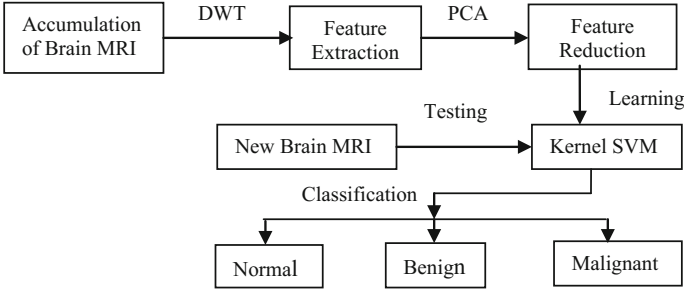 Accumulation
of Brain MRI
DWT
Feature
Extraction
PCA
Feature
Reduction
Learning
Testing
New Brain MRI
Kernel SVM
Classification
Normal
Benign
Malignant